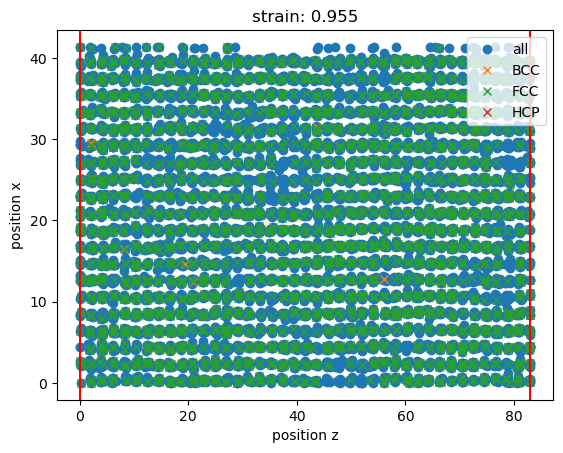 strain: 0.955
all
BCC
FCC
HCP
40
30
20
10
0
position x
0 20 40 60 80
position z